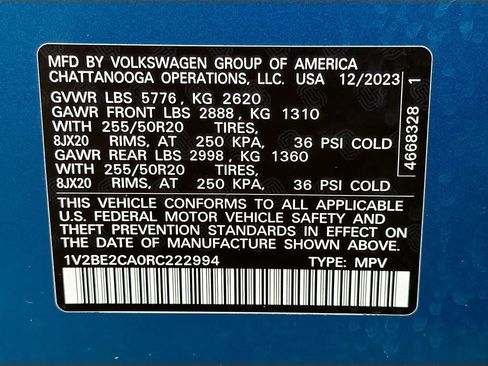 MFD BY VOLKSWAGEN GROUP OF AMERICA
CHATTANOOGA OPERATIONS, LLC. USA 12/2023
GVWR LBS 5776, KG 2620
GAWR FRONT LBS 2888, KG 1310
WITH 255/50R20 TIRES,
8JX20 RIMS, AT 250 KPA, 36 PSI COLD
GAWR REAR LBS 2998, KG 1360
WITH 255/50R20 TIRES,
8JX20 RIMS, AT 250 KPA, 36 PSI COLD
THIS VEHICLE CONFORMS TO ALL APPLICABLE
U.S. FEDERAL MOTOR VEHICLE SAFETY AND
THEFT PREVENTION STANDARDS IN EFFECT ON THE
DATE OF MANUFACTURE SHOWN ABOVE.
1V2BE2CA0RC222994 TYPE: MPV
4668328 1